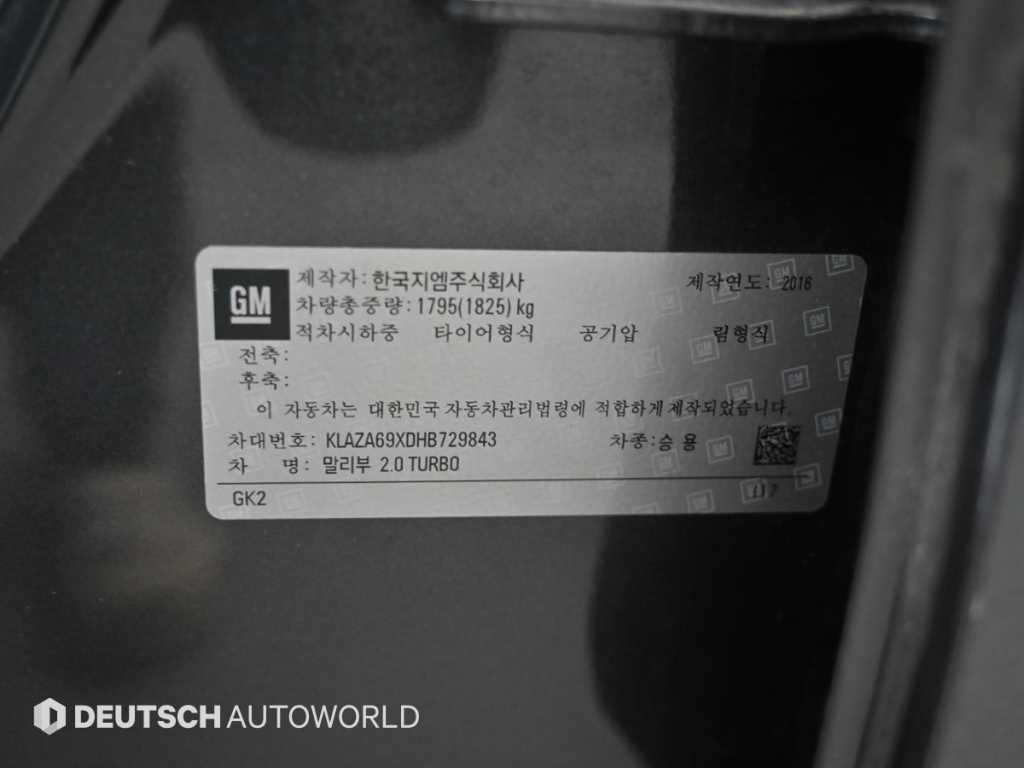 GM
제작자: 한국지엠주식회사 제작연도: 2016
차량총중량: 1795(1825) kg
적차시하중 타이어형식 공기압 림형식
전축:
후축:
이 자동차는 대한민국 자동차관리법령에 적합하게 제작되었습니다.
차대번호: KLAZA69XDHB729843 차종:승용
차 명: 말리부 2.0 TURBO
GK2
DEUTSCH AUTOWORLD